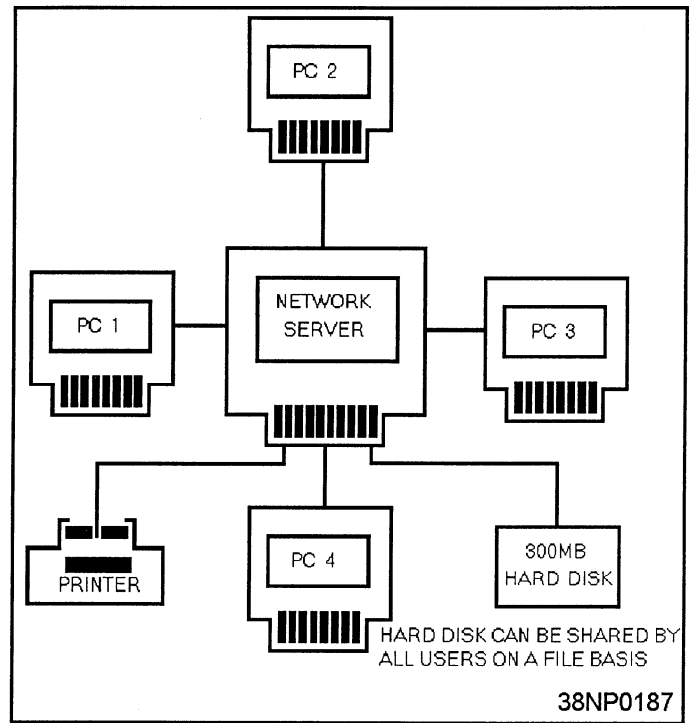 PC 2
NETWORK
SERVER
PC 1
PC 3
PC 4
PRINTER
300MB
HARD DISK
HARD DISK CAN BE SHARED BY
ALL USERS ON A FILE BASIS
38NP0187